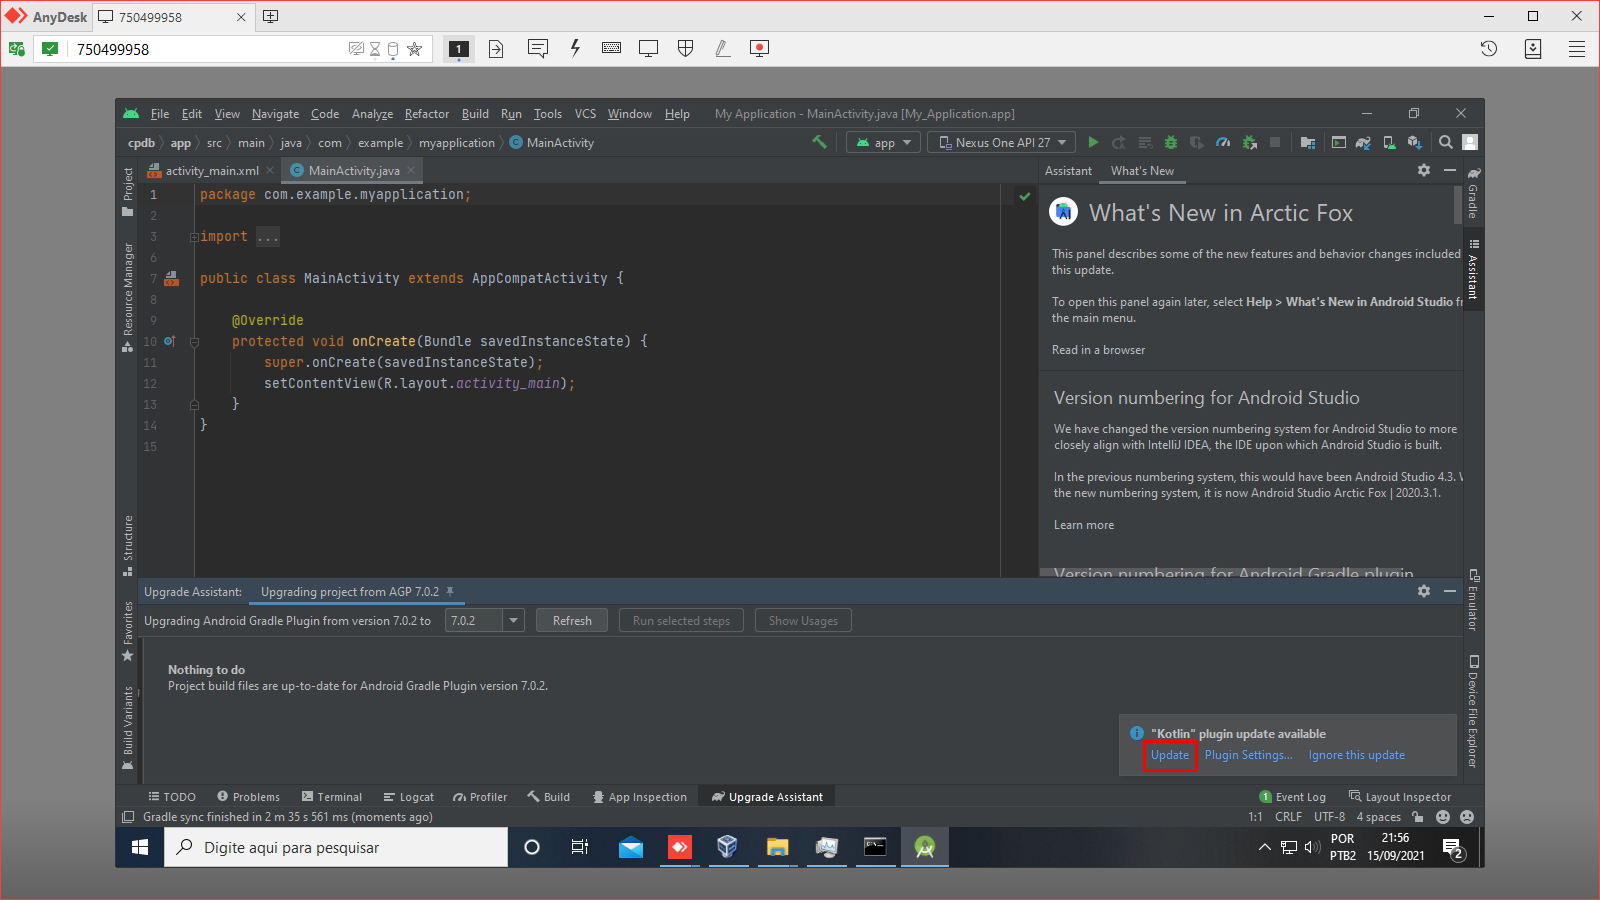 AnyDesk
750499958
750499958
1
File Edit View Navigate Code Analyze Refactor Build Run Tools VCS Window Help My Application - MainActivity.java [My_Application.app]
cpdb app src main java com example myapplication MainActivity
app
Nexus One API 27
activity_main.xml
MainActivity.java
Project
Resource Manager
Structure
Favorites
Build Variants
1 package com.example.myapplication;
2
3 import ...
6
7 public class MainActivity extends AppCompatActivity {
8
9 @Override
10 protected void onCreate(Bundle savedInstanceState) {
11 super.onCreate(savedInstanceState);
12 setContentView(R.layout.activity_main);
13 }
14 }
15
Assistant What's New
What's New in Arctic Fox
This panel describes some of the new features and behavior changes included
this update.
To open this panel again later, select Help > What's New in Android Studio fr
the main menu.
Read in a browser
Version numbering for Android Studio
We have changed the version numbering system for Android Studio to more
closely align with IntelliJ IDEA, the IDE upon which Android Studio is built.
In the previous numbering system, this would have been Android Studio 4.3. W
the new numbering system, it is now Android Studio Arctic Fox | 2020.3.1.
Learn more
Version numbering for Android Gradle plugin
Gradle
Assistant
Emulator
Device File Explorer
Upgrade Assistant: Upgrading project from AGP 7.0.2
Upgrading Android Gradle Plugin from version 7.0.2 to 7.0.2 Refresh Run selected steps Show Usages
Nothing to do
Project build files are up-to-date for Android Gradle Plugin version 7.0.2.
"Kotlin" plugin update available
Update Plugin Settings... Ignore this update
TODO Problems Terminal Logcat Profiler Build App Inspection Upgrade Assistant 1 Event Log Layout Inspector
Gradle sync finished in 2 m 35 s 561 ms (moments ago) 1:1 CRLF UTF-8 4 spaces
Digite aqui para pesquisar
POR
PTB2
21:56
15/09/2021
2